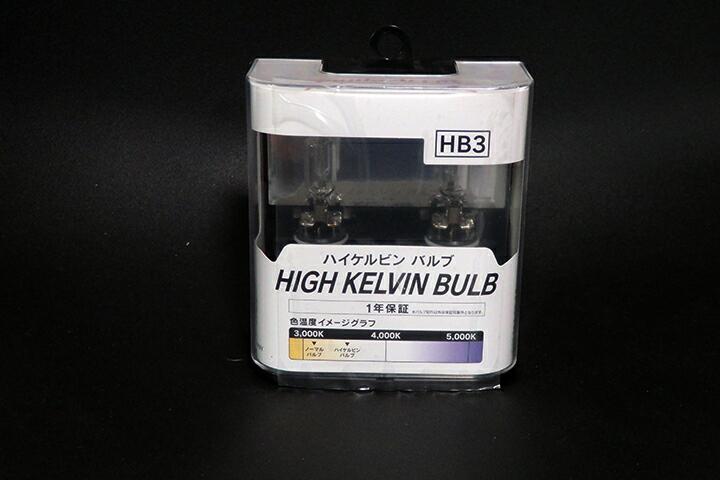 HB3
ハイケルビン バルブ
HIGH KELVIN BULB
1年保証
色温度イメージグラフ
3,000K 4,000K 5,000K
ノーマル ハイケルビン
バルブ バルブ